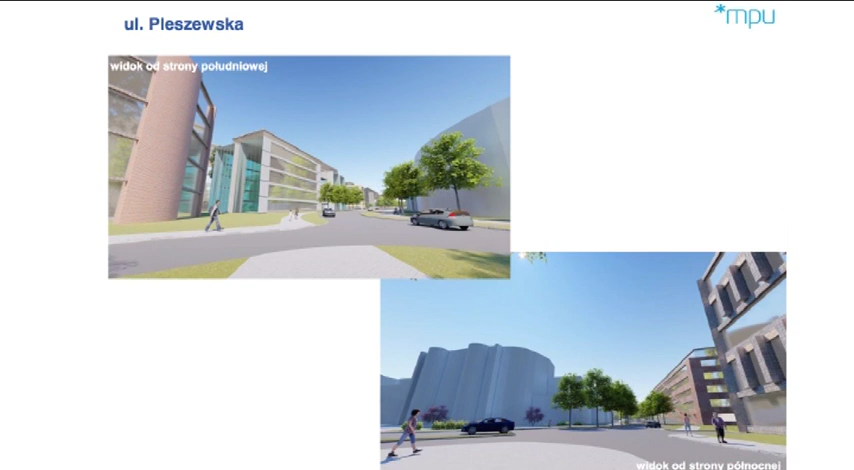 ul. Pleszewska
*mpu
widok od strony południowej
widok od strony północnej